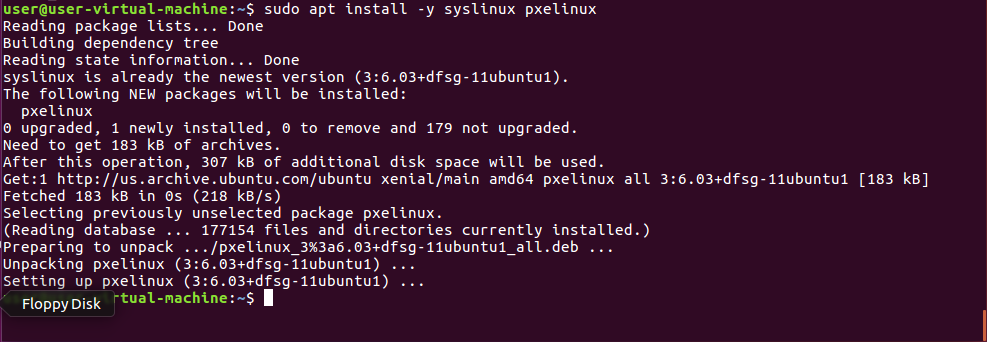 user@user-virtual-machine:~$ sudo apt install -y syslinux pxelinux
Reading package lists... Done
Building dependency tree
Reading state information... Done
syslinux is already the newest version (3:6.03+dfsg-11ubuntu1).
The following NEW packages will be installed:
  pxelinux
0 upgraded, 1 newly installed, 0 to remove and 179 not upgraded.
Need to get 183 kB of archives.
After this operation, 307 kB of additional disk space will be used.
Get:1 http://us.archive.ubuntu.com/ubuntu xenial/main amd64 pxelinux all 3:6.03+dfsg-11ubuntu1 [183 kB]
Fetched 183 kB in 0s (218 kB/s)
Selecting previously unselected package pxelinux.
(Reading database ... 177154 files and directories currently installed.)
Preparing to unpack .../pxelinux_3%3a6.03+dfsg-11ubuntu1_all.deb ...
Unpacking pxelinux (3:6.03+dfsg-11ubuntu1) ...
Setting up pxelinux (3:6.03+dfsg-11ubuntu1) ...
user@user-virtual-machine:~$
Floppy Disk